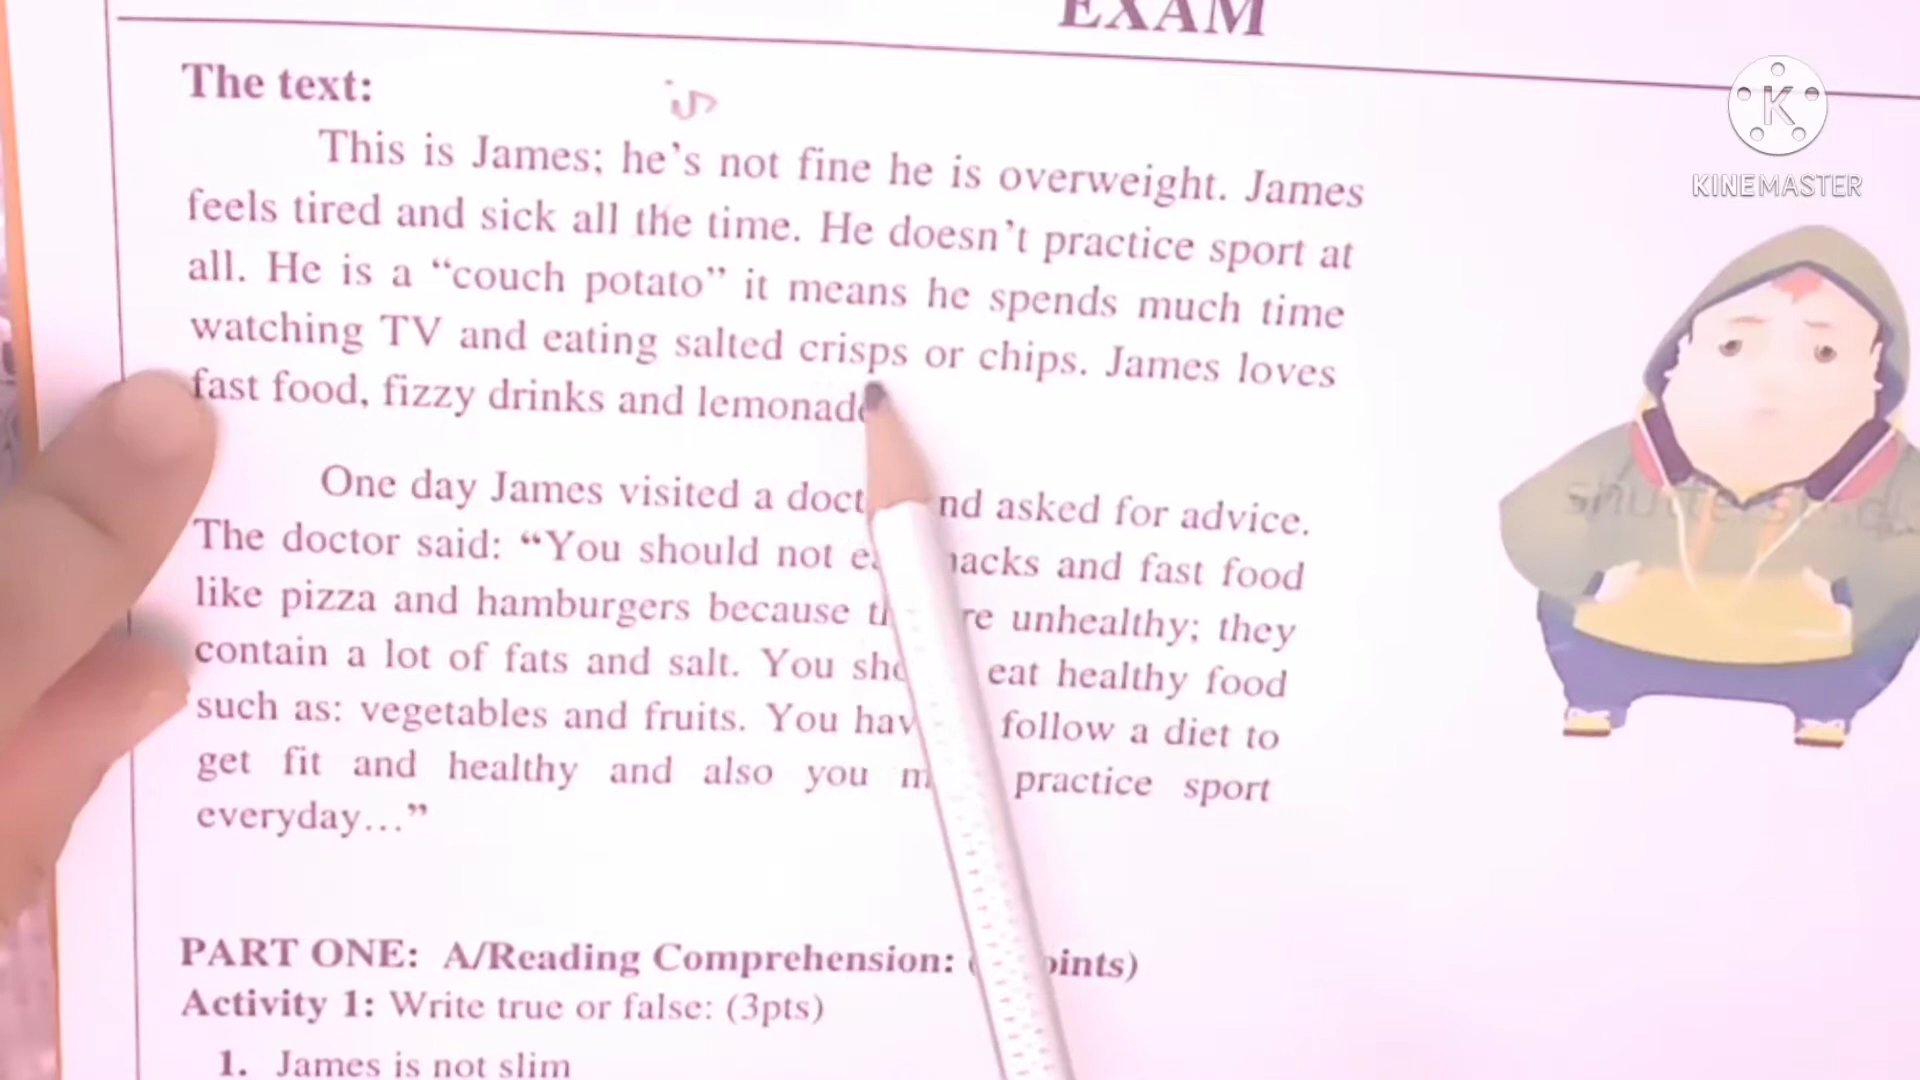 EXAM
KINEMASTER
The text:
is
This is James; he's not fine he is overweight. James
feels tired and sick all the time. He doesn't practice sport at
all. He is a “couch potato” it means he spends much time
watching TV and eating salted crisps or chips. James loves
fast food, fizzy drinks and lemonade
One day James visited a doct nd asked for advice.
The doctor said: “You should not acks and fast food
like pizza and hamburgers because re unhealthy; they
contain a lot of fats and salt. You sho eat healthy food
such as: vegetables and fruits. You hav follow a diet to
get fit and healthy and also you m practice sport
everyday...”
PART ONE: A/Reading Comprehension: oints)
Activity 1: Write true or false: (3pts)
1. James is not slim